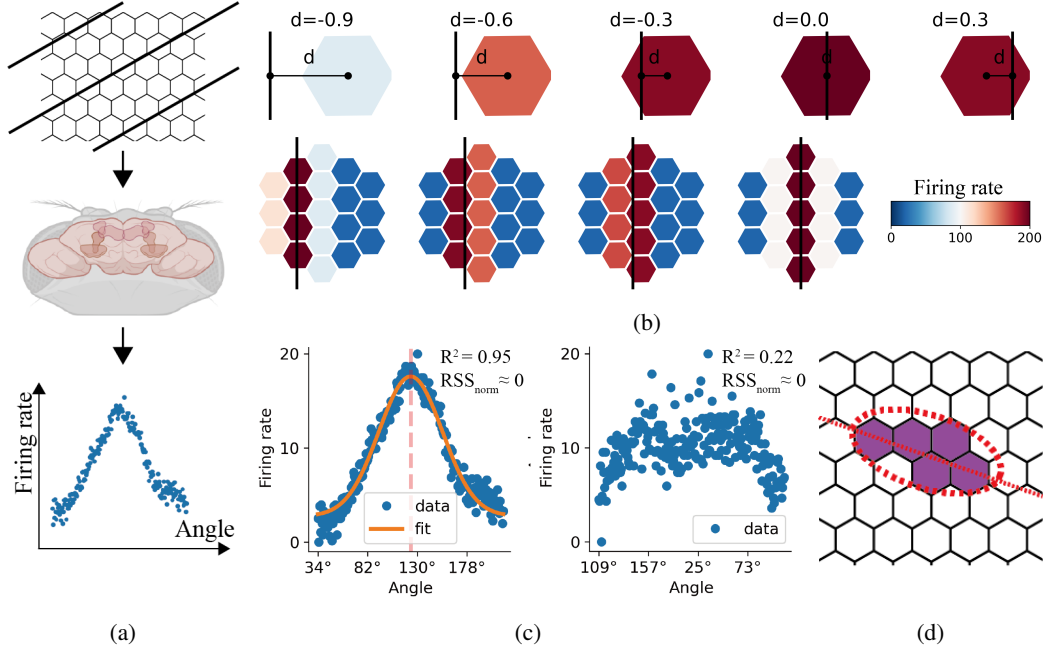 d=-0.9 d=-0.6 d=-0.3 d=0.0 d=0.3
d d d d d
Firing rate
0 100 200
(b)
Firing rate
Angle
(a)
20
10
0
Firing rate
R² = 0.95
RSSnorm ≈ 0
data
fit
34° 82° 130° 178°
Angle
20
10
0
Firing rate
R² = 0.22
RSSnorm ≈ 0
data
109° 157° 25° 73°
Angle
(c)
(d)